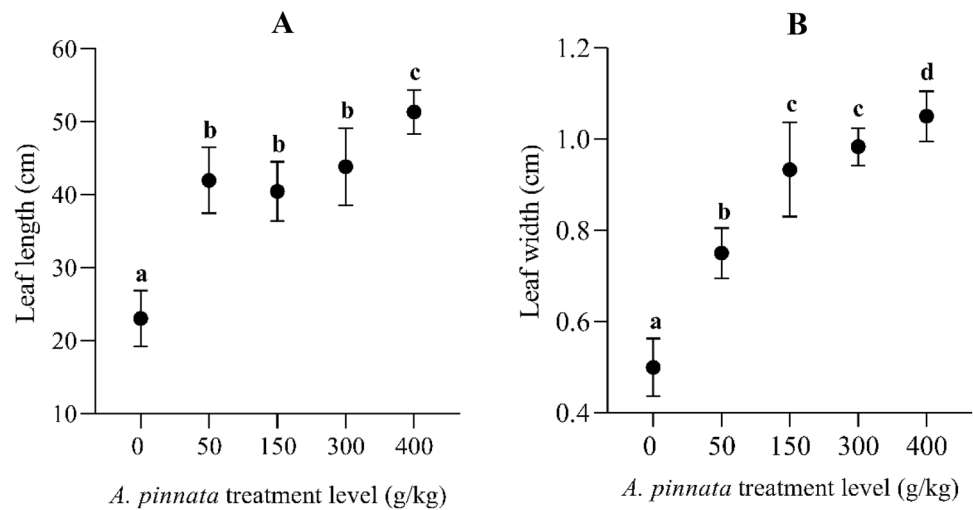 A
Leaf length (cm)
60
50
40
30
20
10
a
b
b
b
c
0 50 150 300 400
A. pinnata treatment level (g/kg)
B
Leaf width (cm)
1.2
1.0
0.8
0.6
0.4
a
b
c
c
d
0 50 150 300 400
A. pinnata treatment level (g/kg)